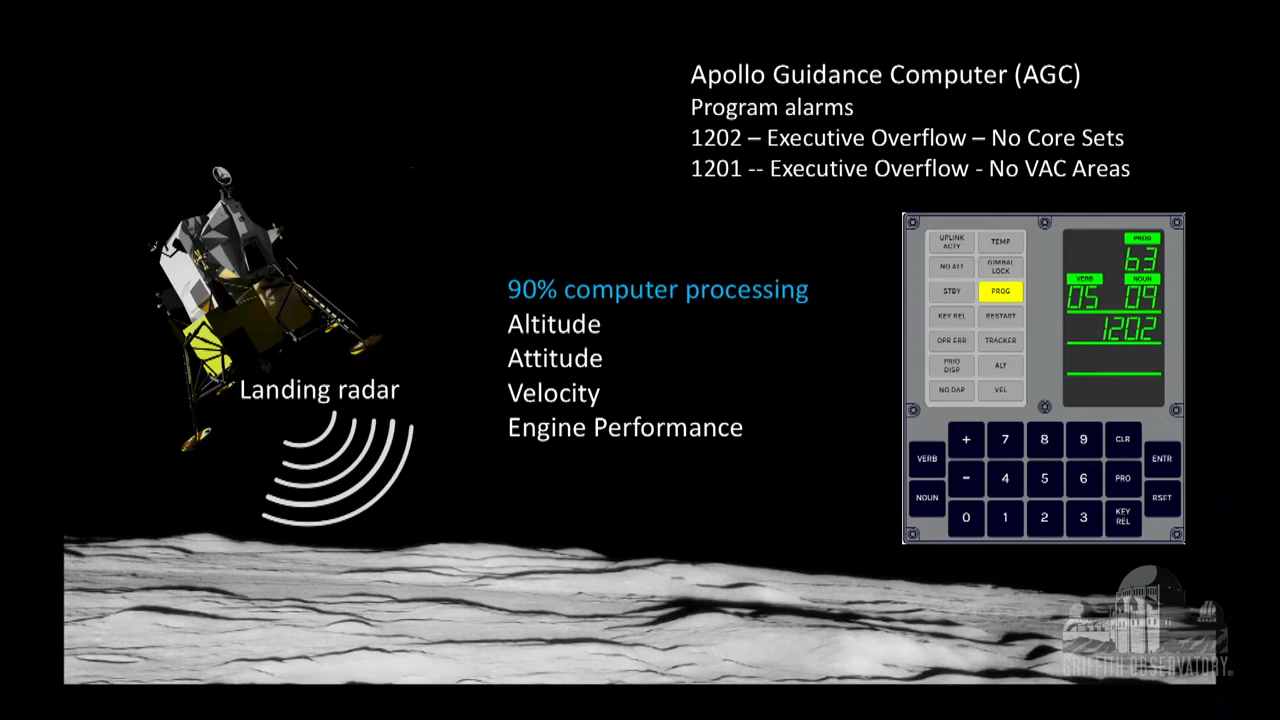 Apollo Guidance Computer (AGC)
Program alarms
1202 – Executive Overflow – No Core Sets
1201 -- Executive Overflow - No VAC Areas
90% computer processing
Altitude
Attitude
Velocity
Engine Performance
Landing radar
UPLINK
ACTY
TEMP
NO ATT
GIMBAL
LOCK
STBY
PROG
KEY REL
RESTART
OPR ERR
TRACKER
PRIO
DISP
ALT
NO DAP
VEL
PROG
63
VERB
NOUN
05
09
1202
VERB
NOUN
+
7
8
9
CLR
-
4
5
6
PRO
0
1
2
3
KEY
REL
ENTR
RSET
GRIFFITH OBSERVATORY®